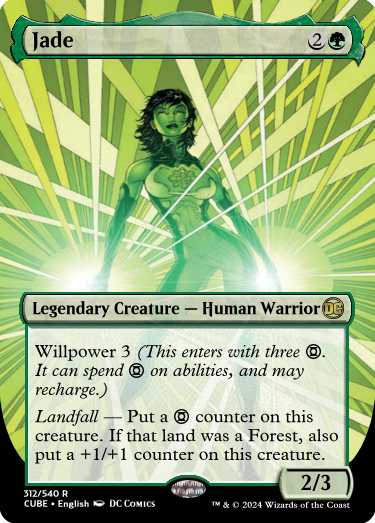 Jade 2
Legendary Creature — Human Warrior DC
Willpower 3 (This enters with three .
It can spend on abilities, and may
recharge.)
Landfall — Put a counter on this
creature. If that land was a Forest, also
put a +1/+1 counter on this creature.
2/3
312/540 R
CUBE • English DC COMICS ™ & © 2024 Wizards of the Coast